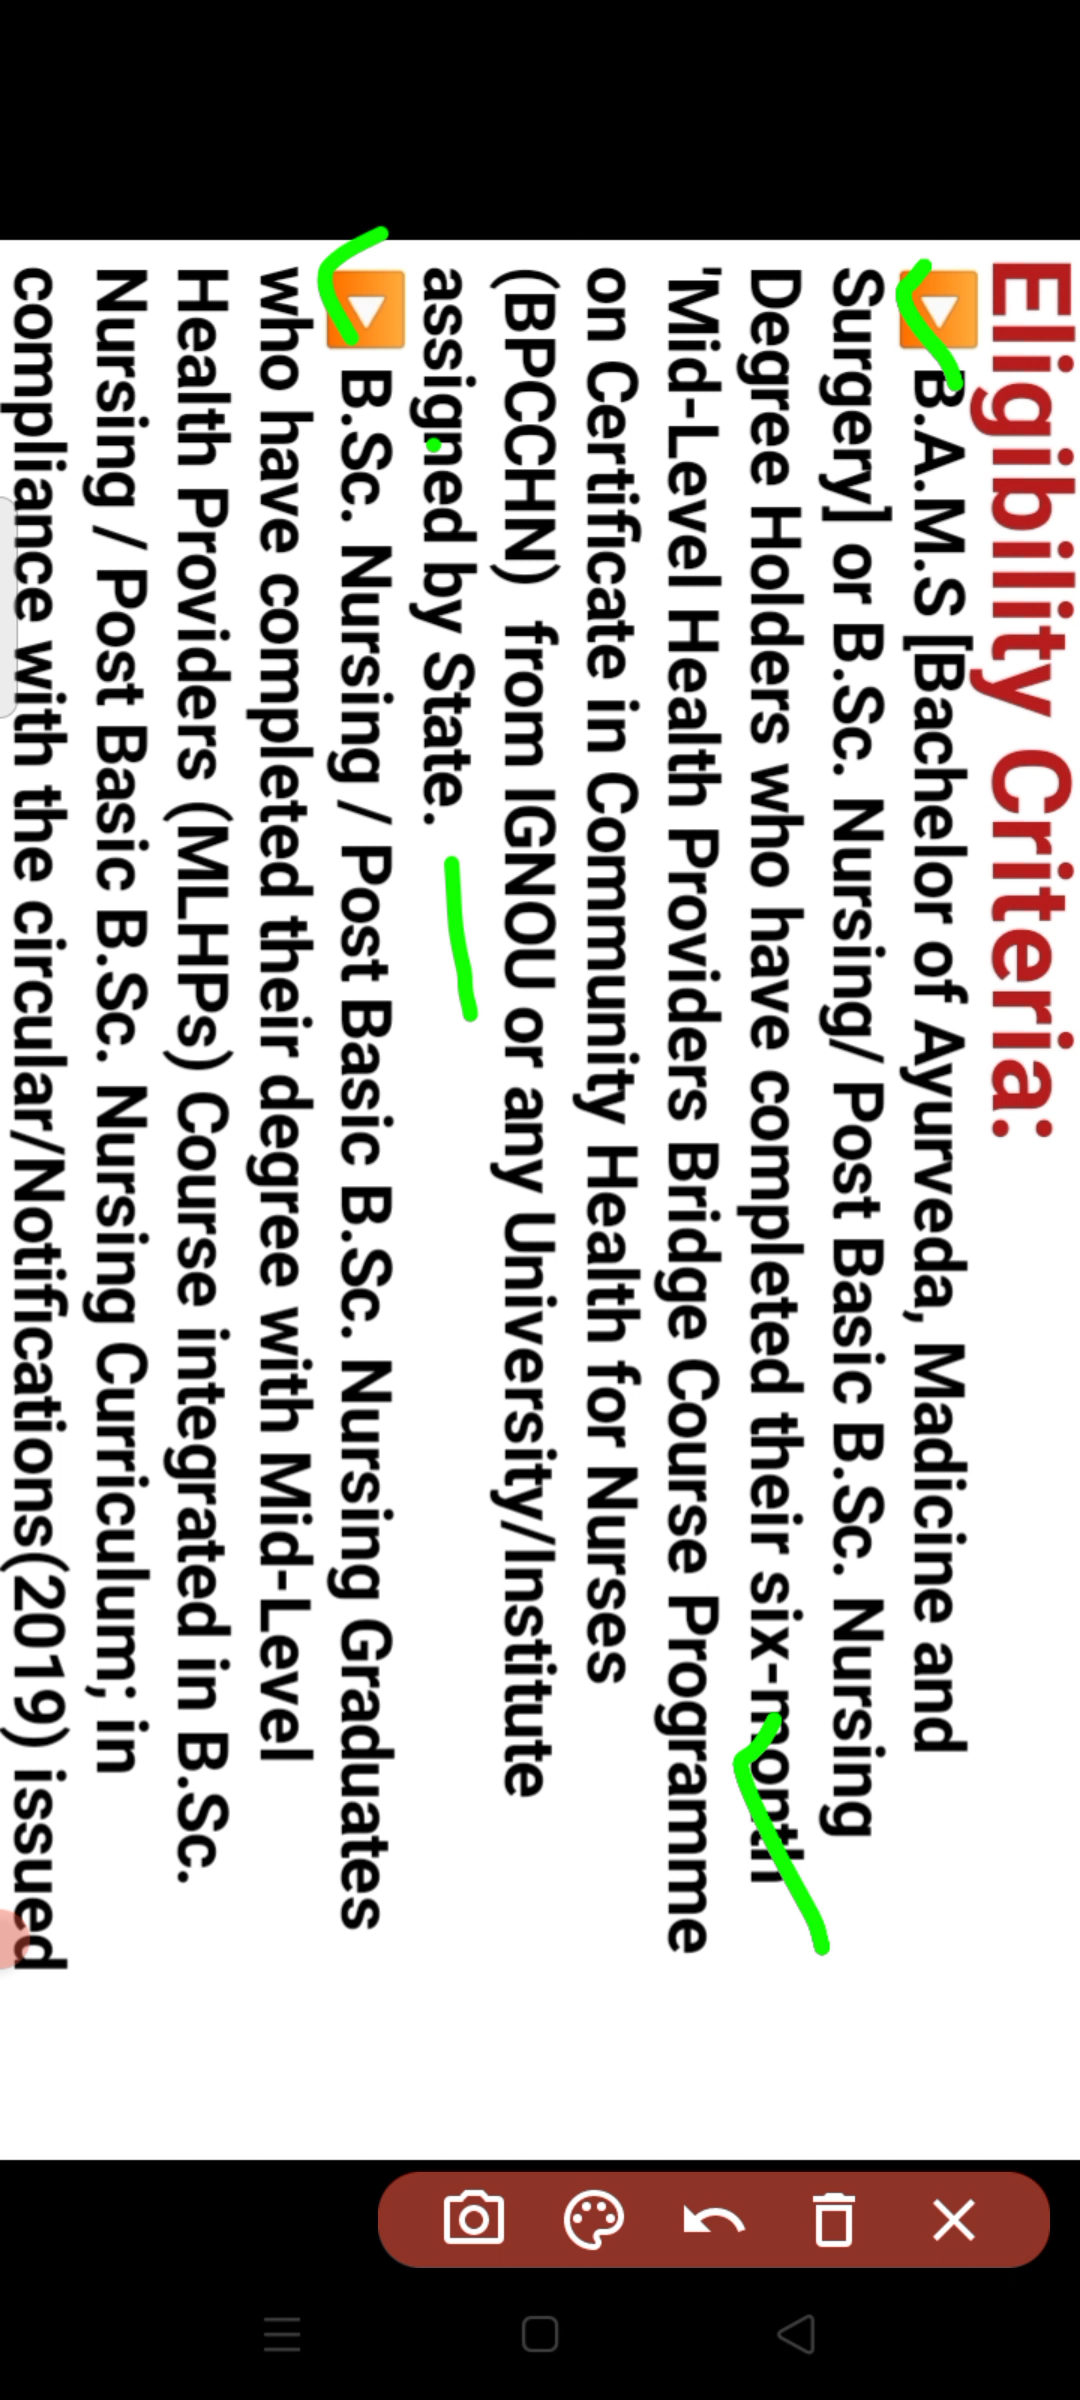 Eligibility Criteria:
B.A.M.S [Bachelor of Ayurveda, Madicine and
Surgery] or B.Sc. Nursing/ Post Basic B.Sc. Nursing
Degree Holders who have completed their six-month
'Mid-Level Health Providers Bridge Course Programme
on Certificate in Community Health for Nurses
(BPCCHN) from IGNOU or any University/Institute
assigned by State.
B.Sc. Nursing / Post Basic B.Sc. Nursing Graduates
who have completed their degree with Mid-Level
Health Providers (MLHPs) Course integrated in B.Sc.
Nursing / Post Basic B.Sc. Nursing Curriculum; in
compliance with the circular/Notifications(2019) issued